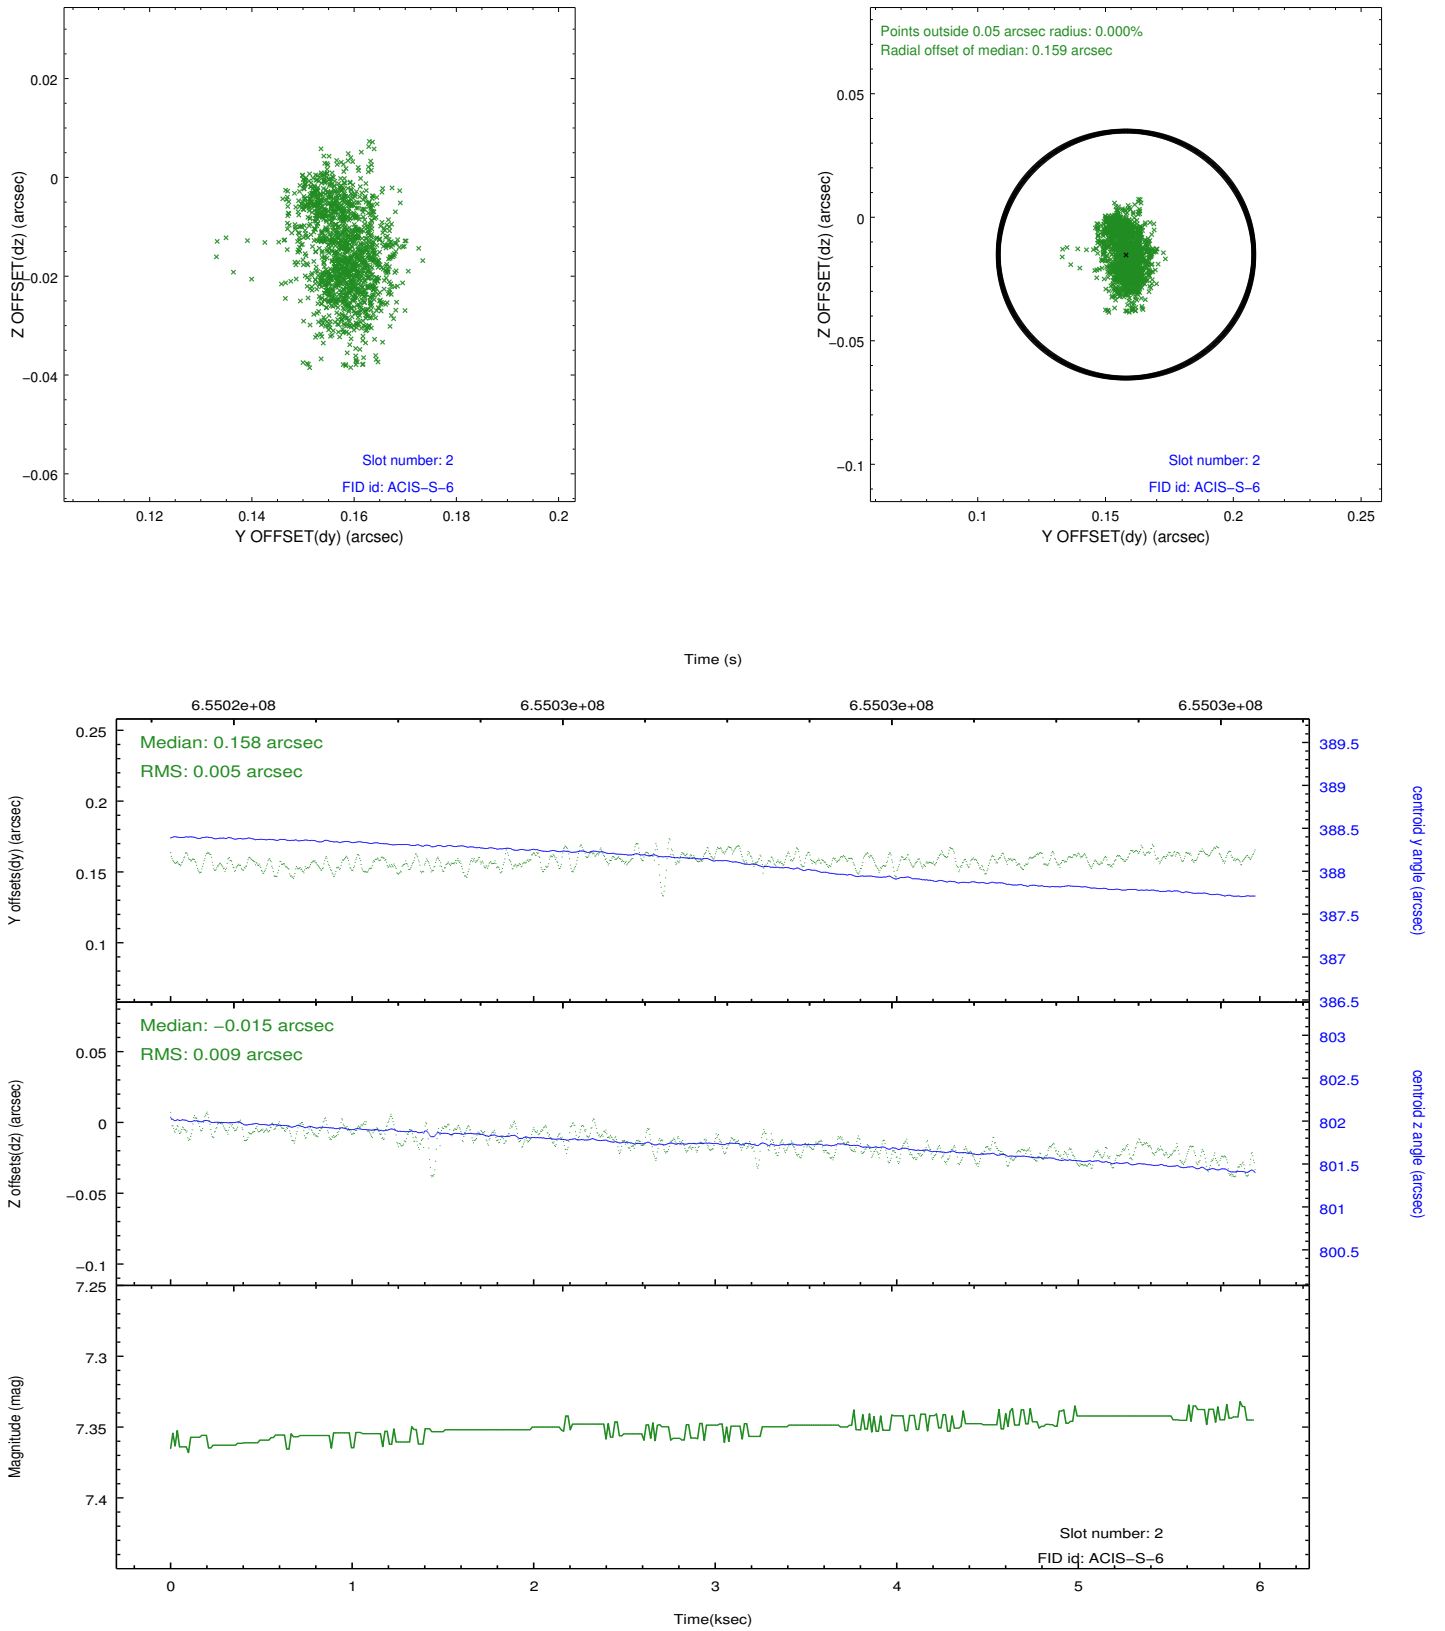 0.02
0
−0.02
−0.04
−0.06
Z OFFSET(dz) (arcsec)
Slot number: 2
FID id: ACIS−S−6
0.12 0.14 0.16 0.18 0.2
Y OFFSET(dy) (arcsec)
Points outside 0.05 arcsec radius: 0.000%
Radial offset of median: 0.159 arcsec
0.05
0
−0.05
−0.1
Z OFFSET(dz) (arcsec)
Slot number: 2
FID id: ACIS−S−6
0.1 0.15 0.2 0.25
Y OFFSET(dy) (arcsec)
Time (s)
6.5502e+08 6.5503e+08 6.5503e+08 6.5503e+08
Median: 0.158 arcsec
RMS: 0.005 arcsec
0.25
0.2
0.15
0.1
Y offsets(dy) (arcsec)
389.5
389
388.5
388
387.5
387
386.5
centroid y angle (arcsec)
Median: −0.015 arcsec
RMS: 0.009 arcsec
0.05
0
−0.05
−0.1
Z offsets(dz) (arcsec)
803
802.5
802
801.5
801
800.5
centroid z angle (arcsec)
7.25
7.3
7.35
7.4
Magnitude (mag)
Slot number: 2
FID id: ACIS−S−6
0 1 2 3 4 5 6
Time(ksec)